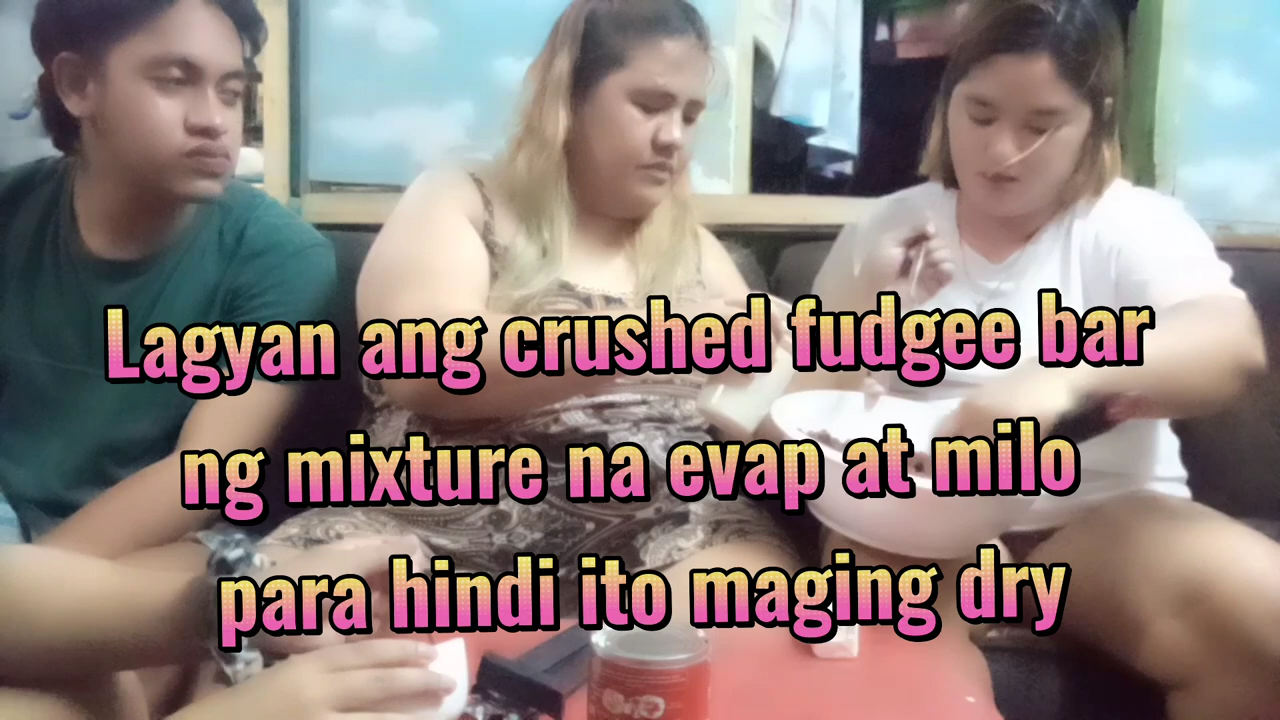 Lagyan ang crushed fudgee bar
ng mixture na evap at milo
para hindi ito maging dry